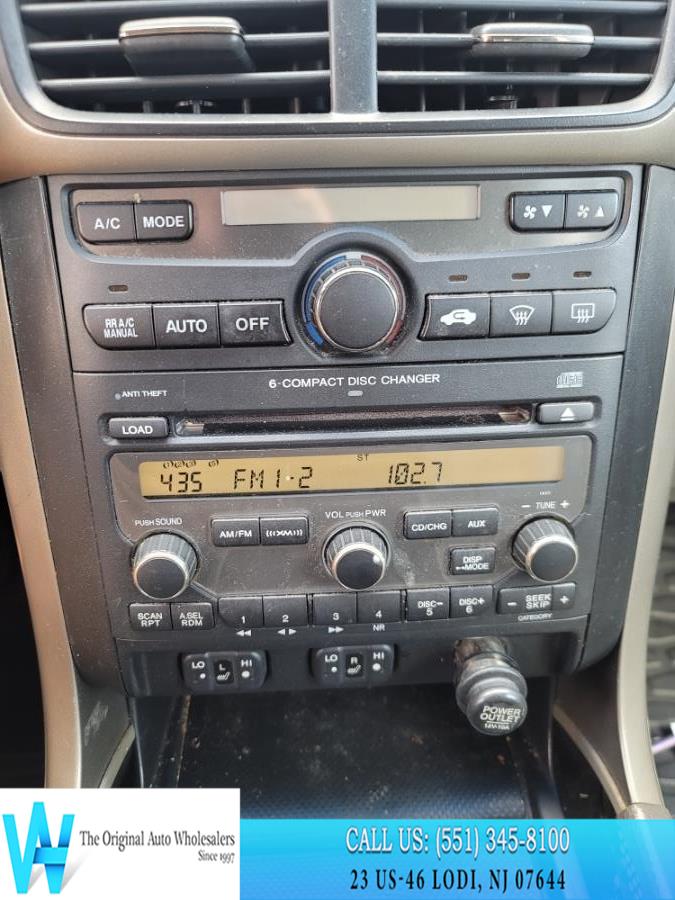 A/C MODE
RR A/C MANUAL AUTO OFF
6-COMPACT DISC CHANGER
ANTI THEFT
LOAD
ST
435 FM1-2 102.7
PUSH SOUND
VOL PUSH PWR
- TUNE +
AM/FM ((XM))
CD/CHG AUX
DISP MODE
SCAN RPT A.SEL RDM
1 2 3 4 DISC- 5 DISC+ 6
- SEEK SKIP +
NR
CATEGORY
LO L HI
LO R HI
POWER OUTLET
12V-10A
W
The Original Auto Wholesalers
Since 1997
CALL US: (551) 345-8100
23 US-46 LODI, NJ 07644